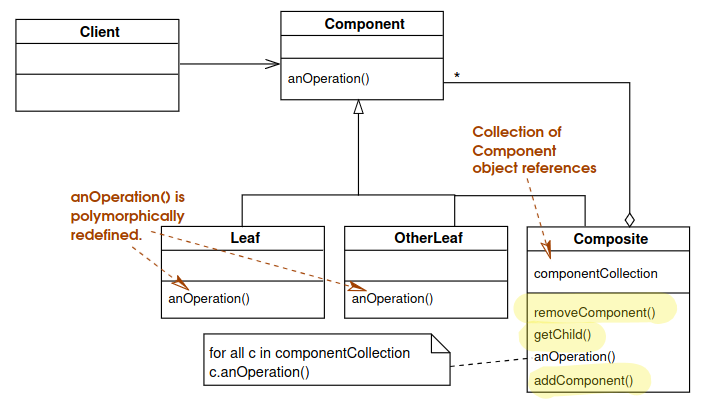 Client
Component
anOperation()
*
Collection of
Component
object references
anOperation() is
polymorphically
redefined.
Leaf
anOperation()
OtherLeaf
anOperation()
Composite
componentCollection
removeComponent()
getChild()
anOperation()
addComponent()
for all c in componentCollection
c.anOperation()